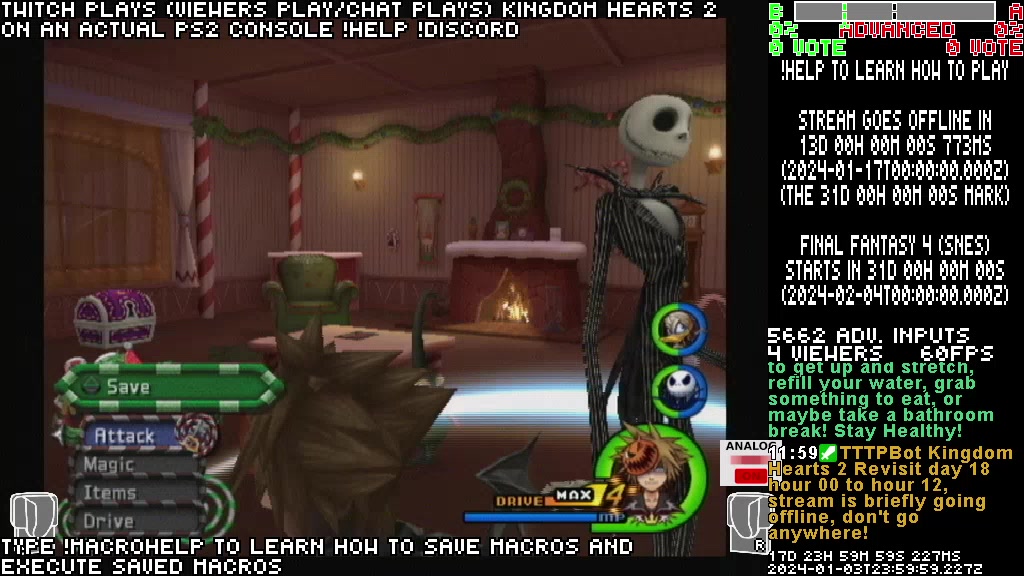 TWITCH PLAYS (VIEWERS PLAY/CHAT PLAYS) KINGDOM HEARTS 2
ON AN ACTUAL PS2 CONSOLE !HELP !DISCORD
B A
0% ADVANCED 0%
0 VOTE 0 VOTE
!HELP TO LEARN HOW TO PLAY
STREAM GOES OFFLINE IN
13D 00H 00M 00S 773MS
(2024-01-17T00:00:00.000Z)
(THE 31D 00H 00M 00S MARK)
FINAL FANTASY 4 (SNES)
STARTS IN 31D 00H 00M 00S
(2024-02-04T00:00:00.000Z)
5662 ADV. INPUTS
4 VIEWERS 60FPS
to get up and stretch,
refill your water, grab
something to eat, or
maybe take a bathroom
break! Stay Healthy!
11:59 TTTPBot Kingdom
Hearts 2 Revisit day 18
hour 00 to hour 12,
stream is briefly going
offline, don't go
anywhere!
17D 23H 59M 59S 227MS
2024-01-03T23:59:59.227Z
Save
Attack
Magic
Items
Drive
DRIVE MAX 4
MP
ANALOG
R
TYPE !MACROHELP TO LEARN HOW TO SAVE MACROS AND
EXECUTE SAVED MACROS